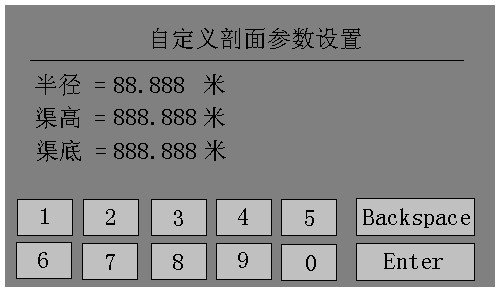 自定义剖面参数设置
半径 = 88.888 米
渠高 = 888.888 米
渠底 = 888.888 米
1 2 3 4 5 Backspace
6 7 8 9 0 Enter